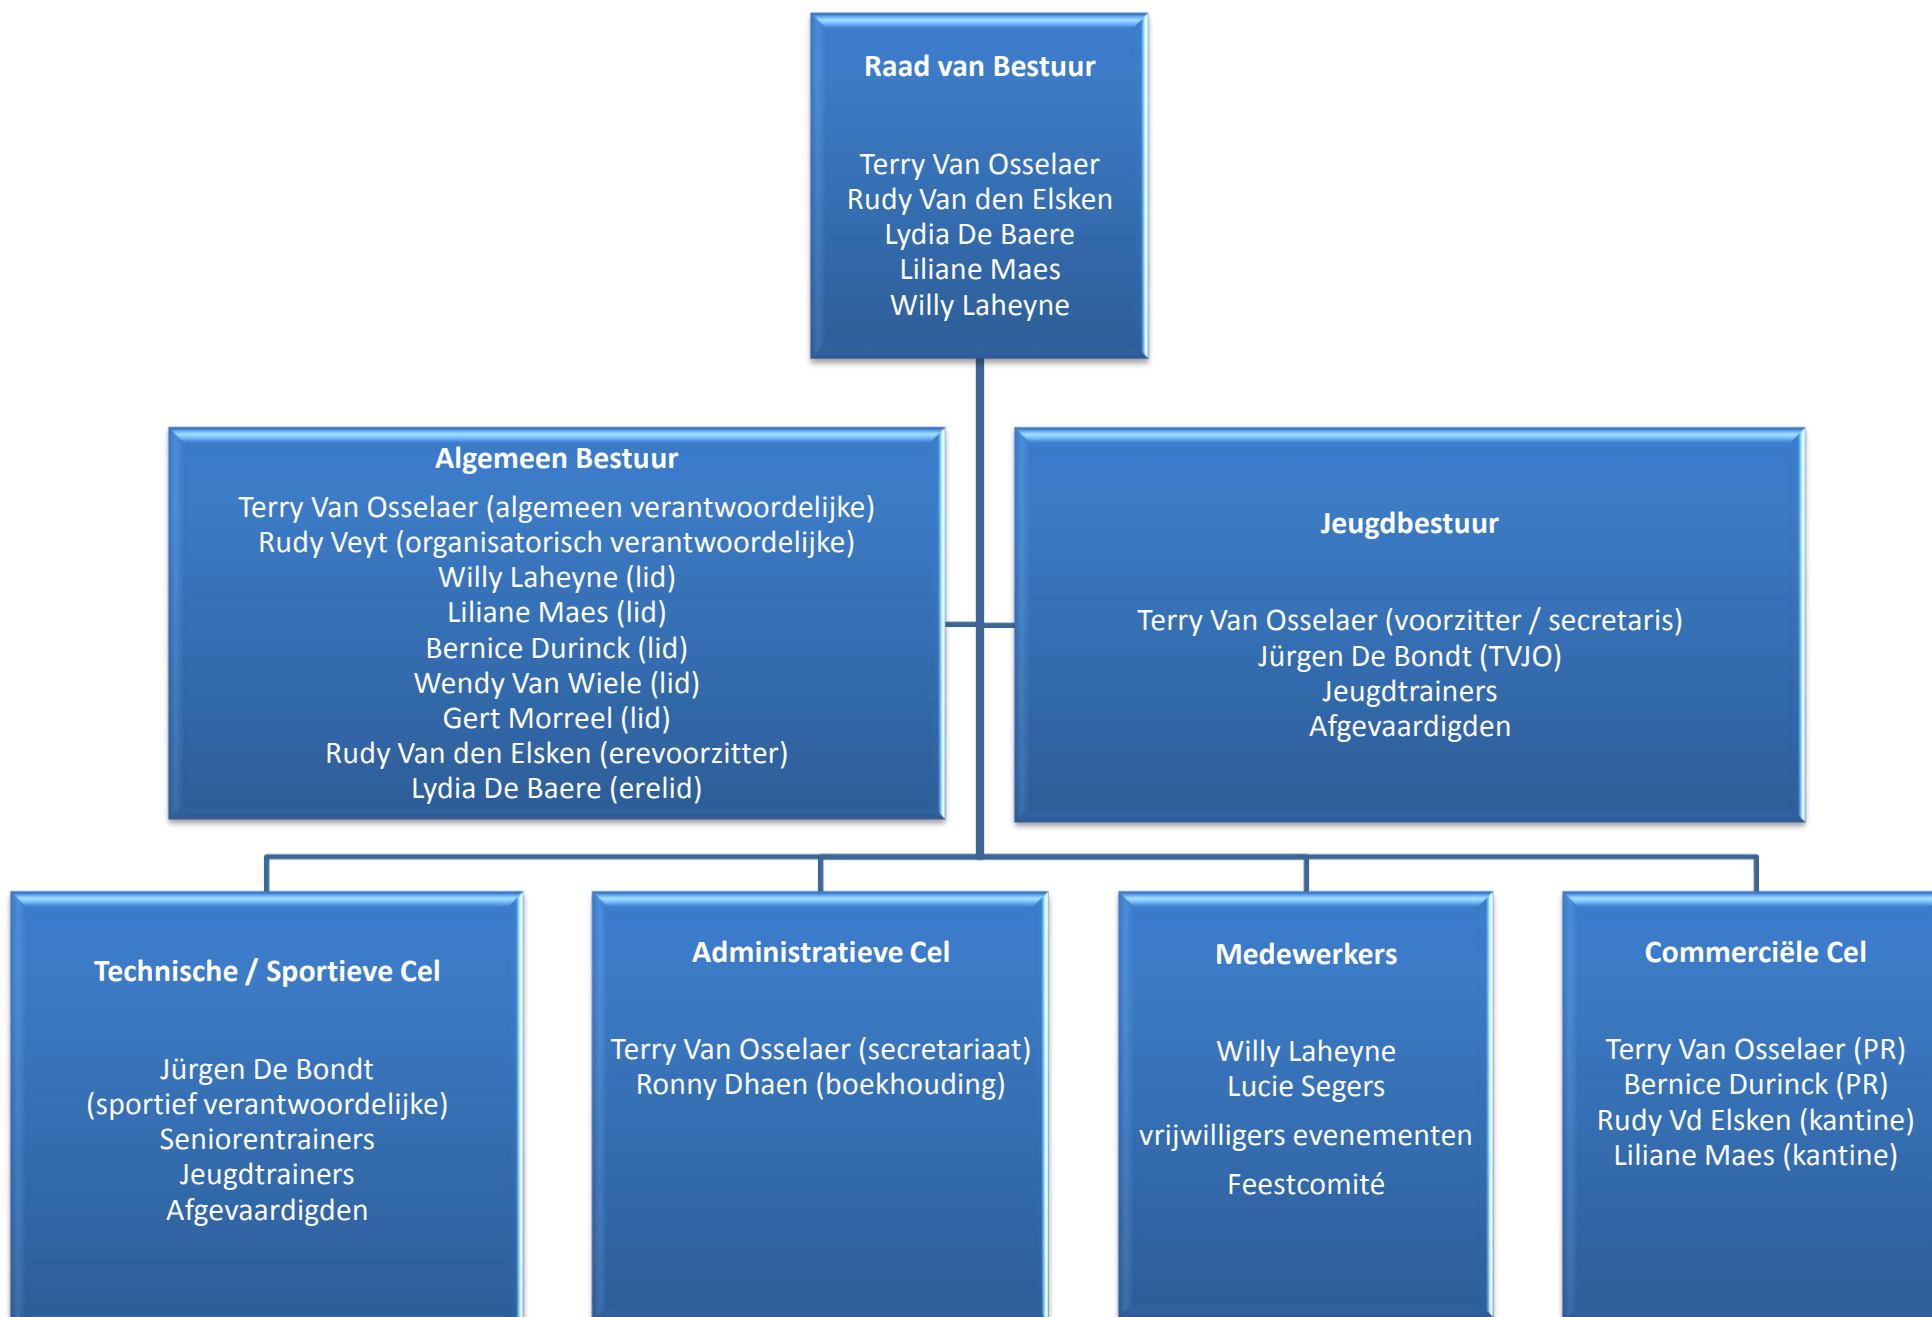 Raad van Bestuur
Terry Van Osselaer
Rudy Van den Elsken
Lydia De Baere
Liliane Maes
Willy Laheyne
Algemeen Bestuur
Terry Van Osselaer (algemeen verantwoordelijke)
Rudy Veyt (organisatorisch verantwoordelijke)
Willy Laheyne (lid)
Liliane Maes (lid)
Bernice Durinck (lid)
Wendy Van Wiele (lid)
Gert Morreel (lid)
Rudy Van den Elsken (erevoorzitter)
Lydia De Baere (erelid)
Jeugdbestuur
Terry Van Osselaer (voorzitter / secretaris)
Jürgen De Bondt (TVJO)
Jeugdtrainers
Afgevaardigden
Technische / Sportieve Cel
Jürgen De Bondt
(sportief verantwoordelijke)
Seniorentrainers
Jeugdtrainers
Afgevaardigden
Administratieve Cel
Terry Van Osselaer (secretariaat)
Ronny Dhaen (boekhouding)
Medewerkers
Willy Laheyne
Lucie Segers
vrijwilligers evenementen
Feestcomité
Commerciële Cel
Terry Van Osselaer (PR)
Bernice Durinck (PR)
Rudy Vd Elsken (kantine)
Liliane Maes (kantine)